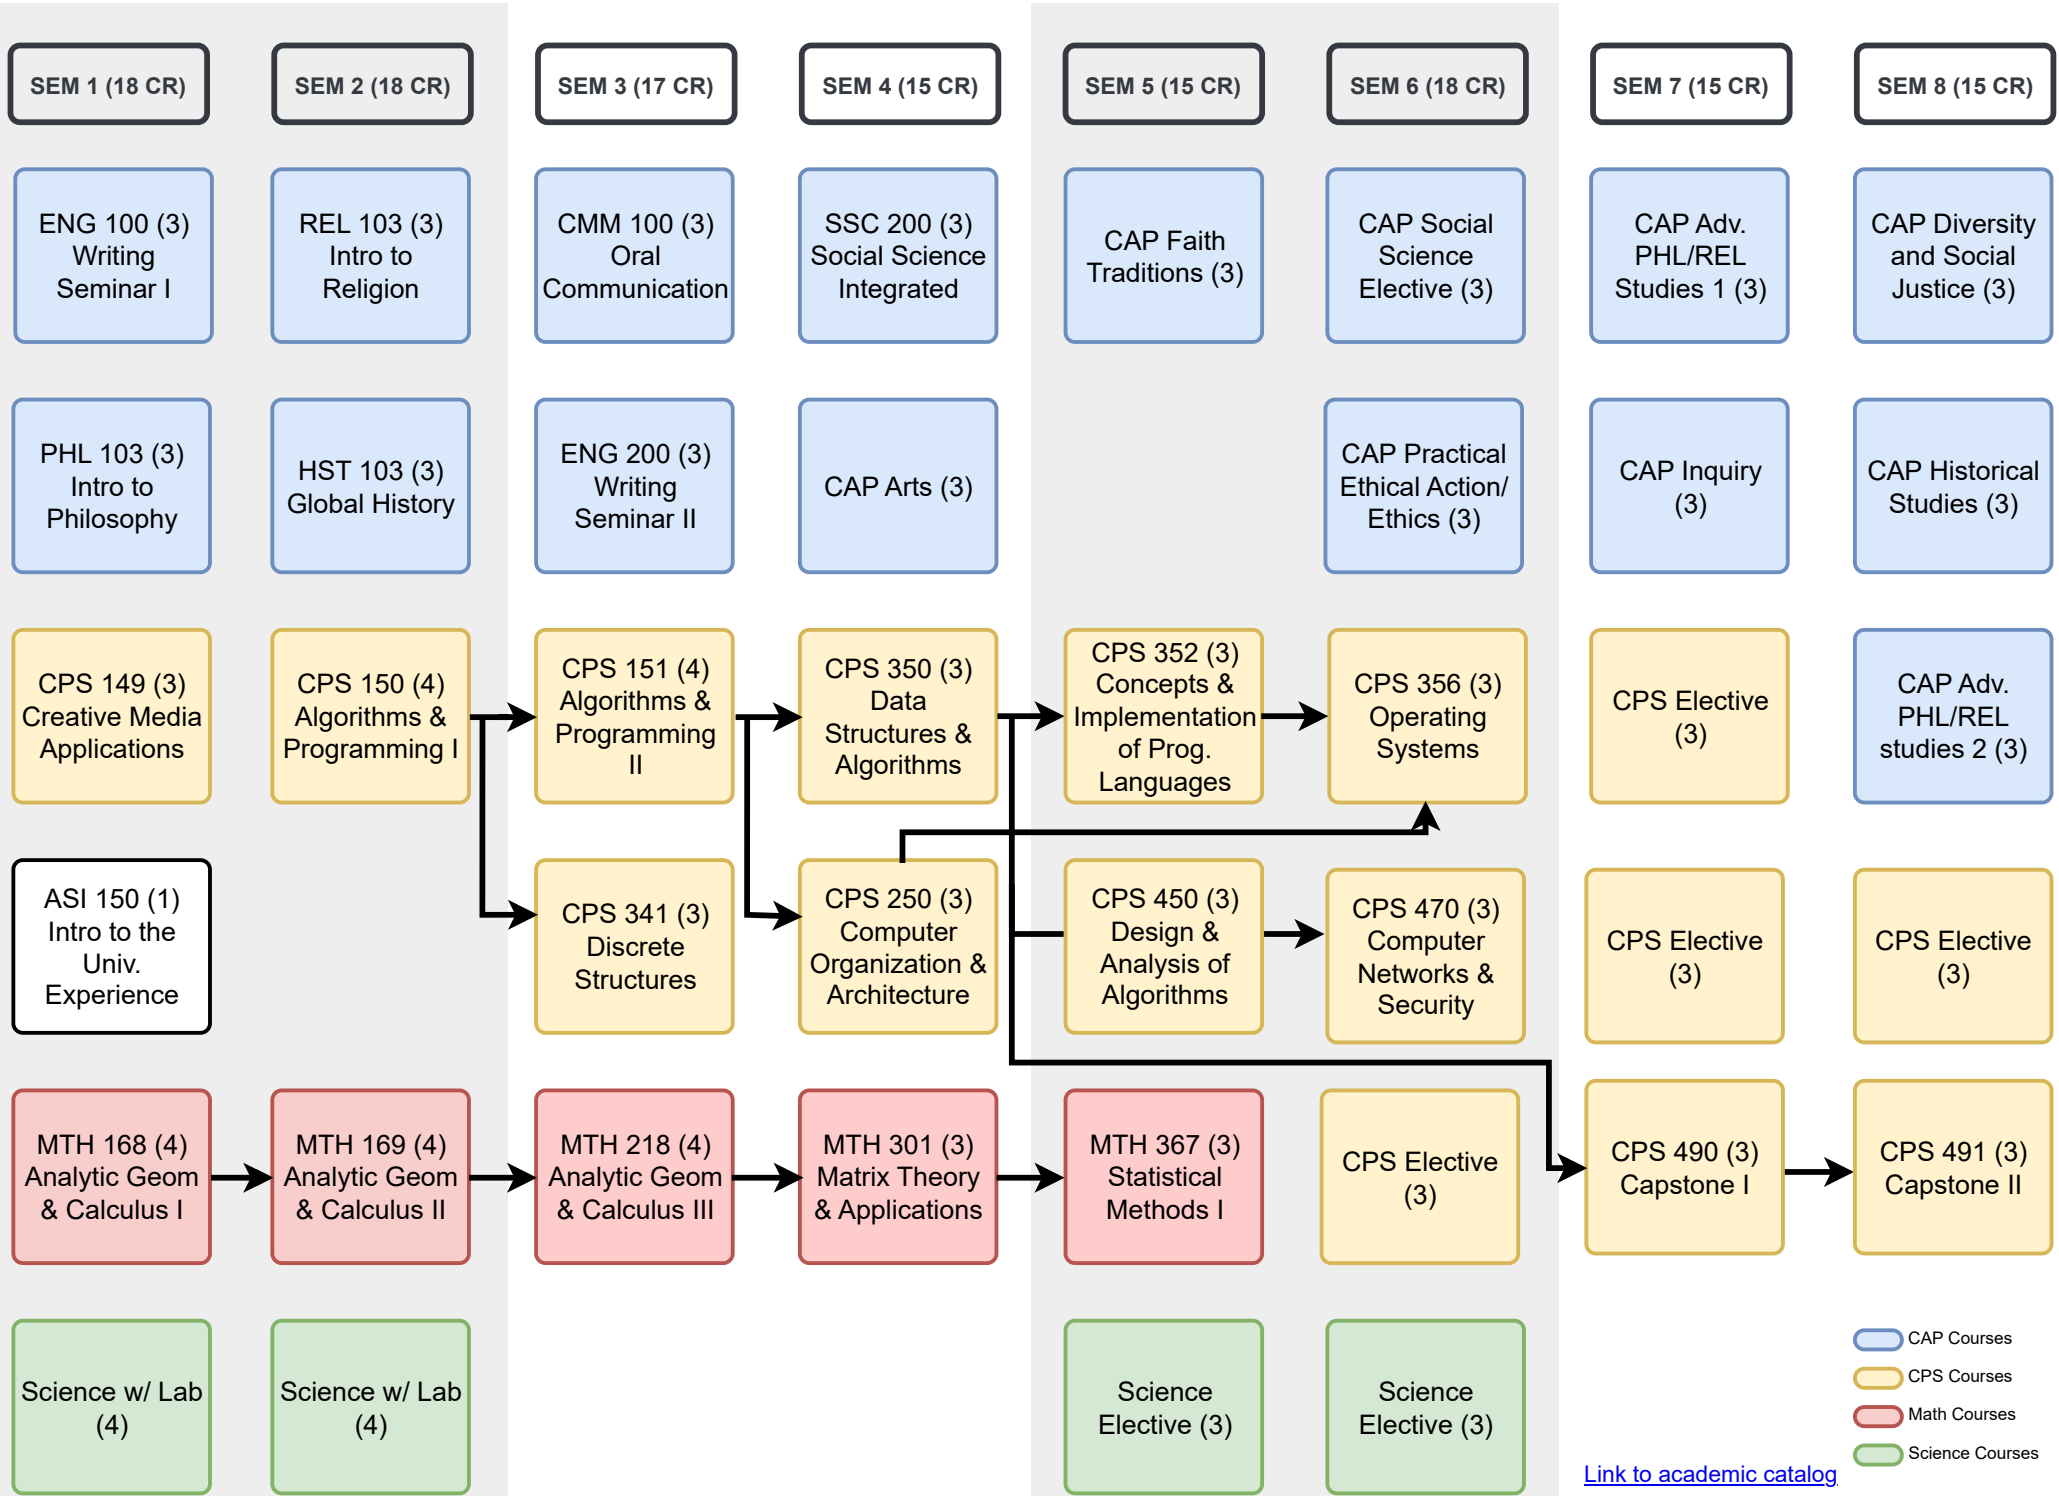 SEM 1 (18 CR)
SEM 2 (18 CR)
SEM 3 (17 CR)
SEM 4 (15 CR)
SEM 5 (15 CR)
SEM 6 (18 CR)
SEM 7 (15 CR)
SEM 8 (15 CR)
ENG 100 (3)
Writing
Seminar I
REL 103 (3)
Intro to
Religion
CMM 100 (3)
Oral
Communication
SSC 200 (3)
Social Science
Integrated
CAP Faith
Traditions (3)
CAP Social
Science
Elective (3)
CAP Adv.
PHL/REL
Studies 1 (3)
CAP Diversity
and Social
Justice (3)
PHL 103 (3)
Intro to
Philosophy
HST 103 (3)
Global History
ENG 200 (3)
Writing
Seminar II
CAP Arts (3)
CAP Practical
Ethical Action/
Ethics (3)
CAP Inquiry
(3)
CAP Historical
Studies (3)
CPS 149 (3)
Creative Media
Applications
CPS 150 (4)
Algorithms &
Programming I
CPS 151 (4)
Algorithms &
Programming
II
CPS 350 (3)
Data
Structures &
Algorithms
CPS 352 (3)
Concepts &
Implementation
of Prog.
Languages
CPS 356 (3)
Operating
Systems
CPS Elective
(3)
CAP Adv.
PHL/REL
studies 2 (3)
ASI 150 (1)
Intro to the
Univ.
Experience
CPS 341 (3)
Discrete
Structures
CPS 250 (3)
Computer
Organization &
Architecture
CPS 450 (3)
Design &
Analysis of
Algorithms
CPS 470 (3)
Computer
Networks &
Security
CPS Elective
(3)
CPS Elective
(3)
MTH 168 (4)
Analytic Geom
& Calculus I
MTH 169 (4)
Analytic Geom
& Calculus II
MTH 218 (4)
Analytic Geom
& Calculus III
MTH 301 (3)
Matrix Theory
& Applications
MTH 367 (3)
Statistical
Methods I
CPS Elective
(3)
CPS 490 (3)
Capstone I
CPS 491 (3)
Capstone II
Science w/ Lab
(4)
Science w/ Lab
(4)
Science
Elective (3)
Science
Elective (3)
CAP Courses
CPS Courses
Math Courses
Science Courses
Link to academic catalog